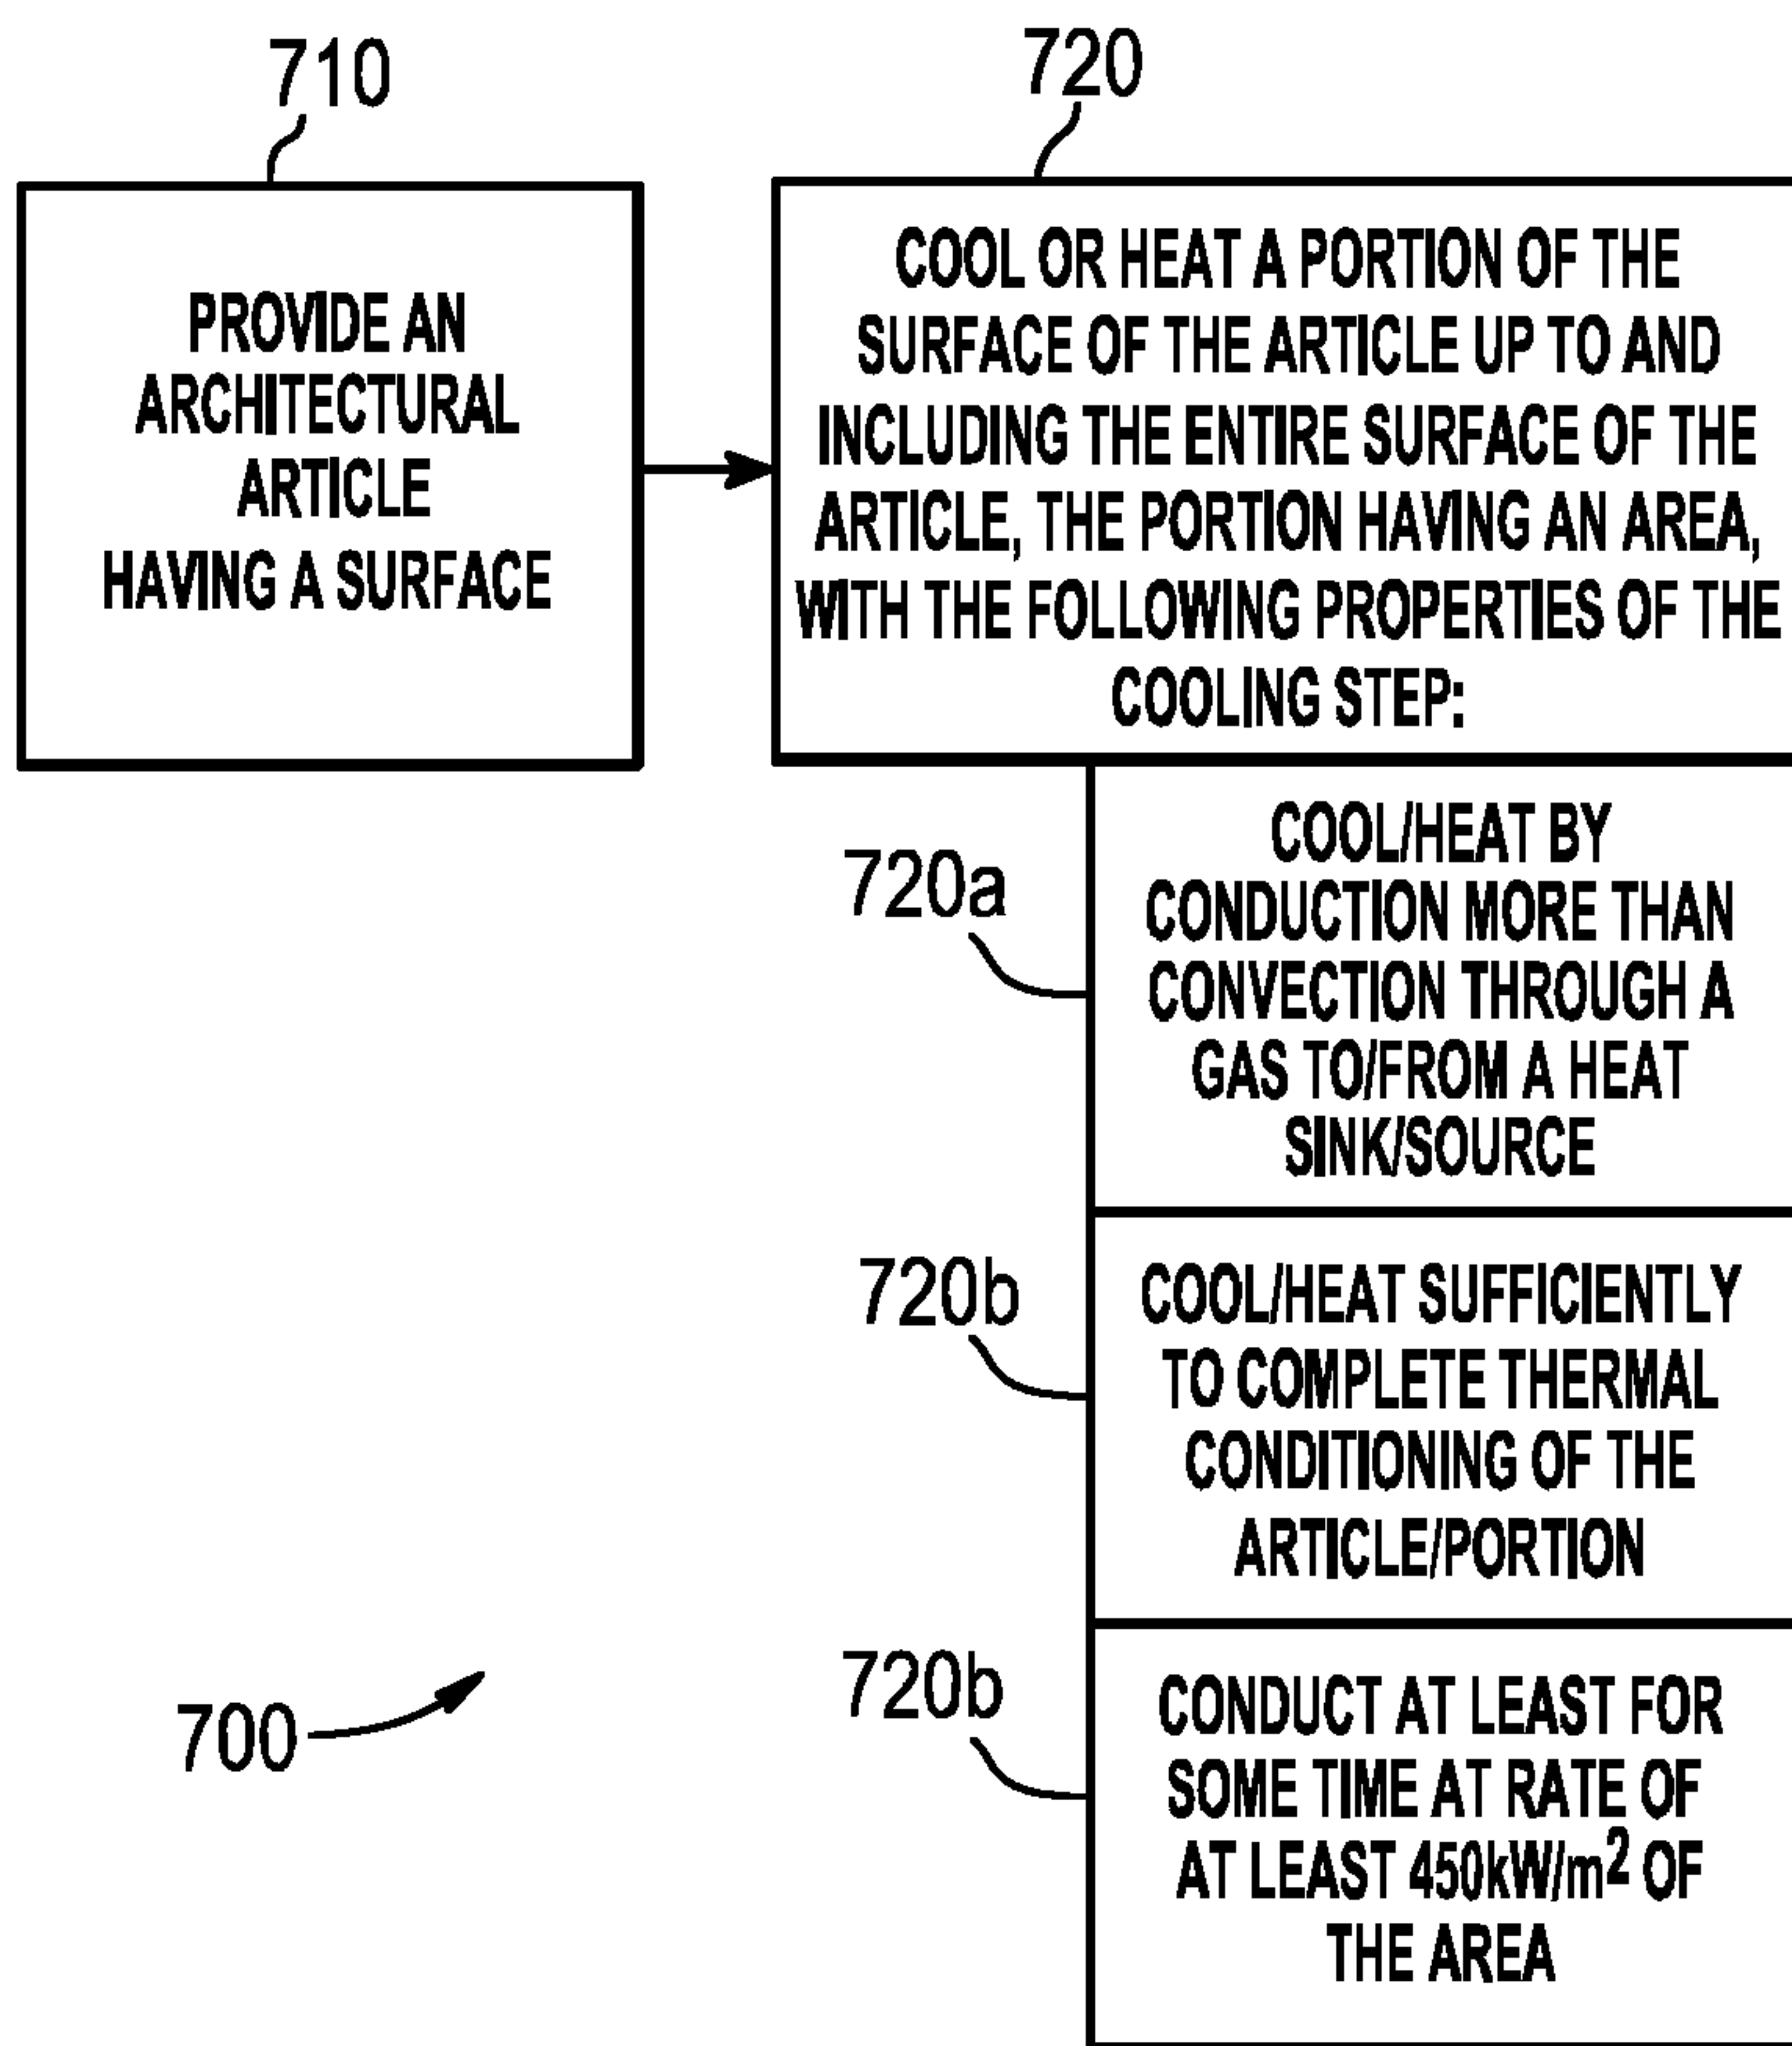 710
PROVIDE AN
ARCHITECTURAL
ARTICLE
HAVING A SURFACE
720
COOL OR HEAT A PORTION OF THE
SURFACE OF THE ARTICLE UP TO AND
INCLUDING THE ENTIRE SURFACE OF THE
ARTICLE, THE PORTION HAVING AN AREA,
WITH THE FOLLOWING PROPERTIES OF THE
COOLING STEP:
720a
COOL/HEAT BY
CONDUCTION MORE THAN
CONVECTION THROUGH A
GAS TO/FROM A HEAT
SINK/SOURCE
720b
COOL/HEAT SUFFICIENTLY
TO COMPLETE THERMAL
CONDITIONING OF THE
ARTICLE/PORTION
720b
CONDUCT AT LEAST FOR
SOME TIME AT RATE OF
AT LEAST 450kW/m² OF
THE AREA
700